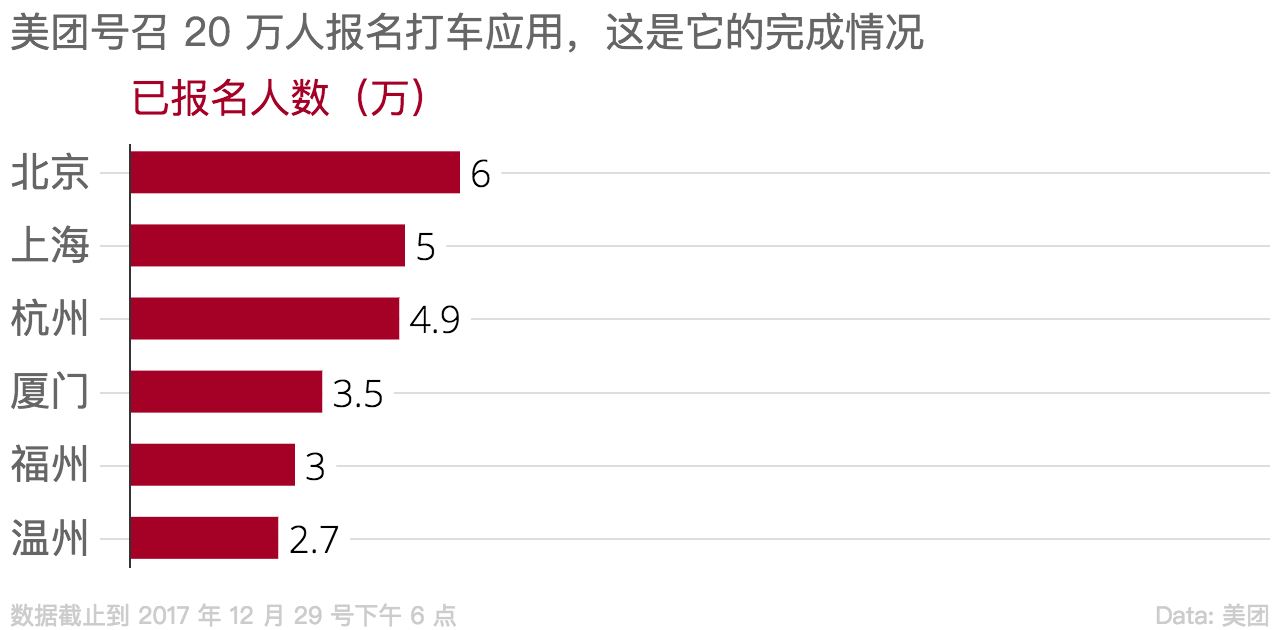 美团号召 20 万人报名打车应用，这是它的完成情况
已报名人数（万）
北京 6
上海 5
杭州 4.9
厦门 3.5
福州 3
温州 2.7
数据截止到 2017 年 12 月 29 号下午 6 点 Data: 美团